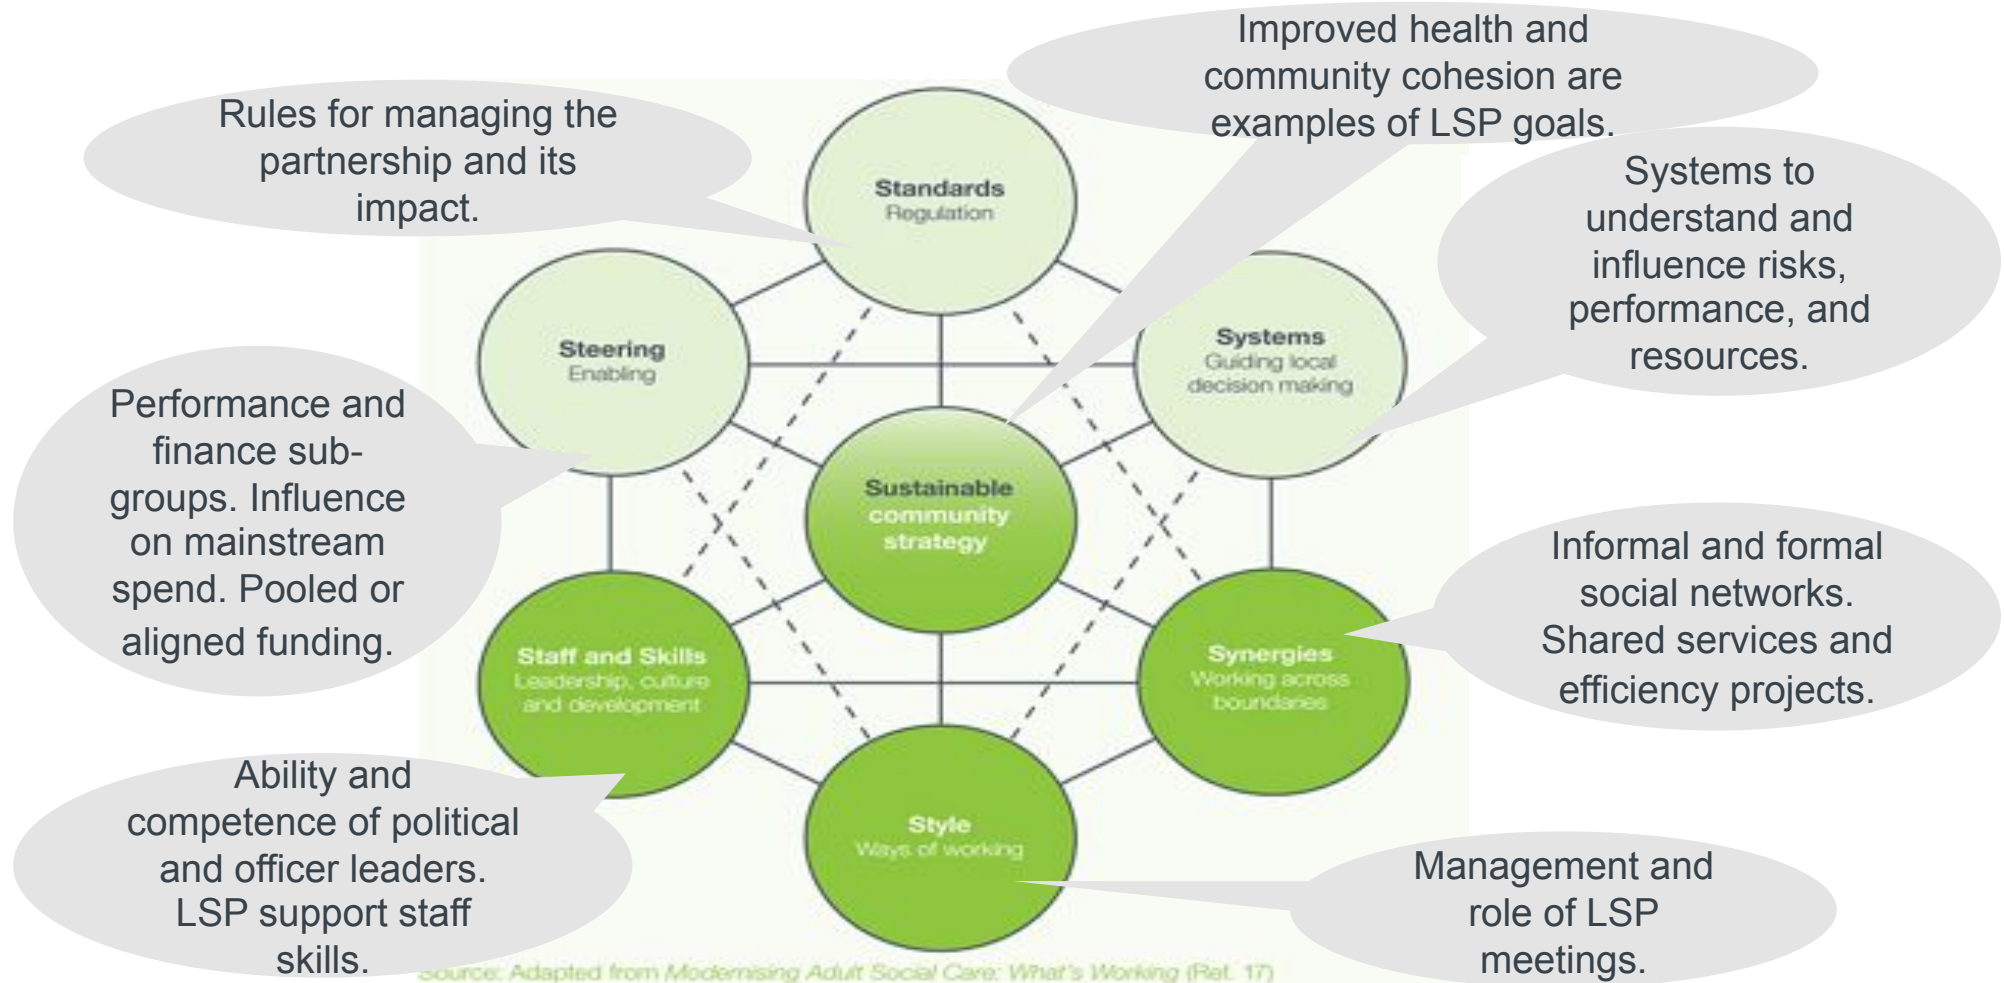 Improved health and
community cohesion are
examples of LSP goals.
Rules for managing the
partnership and its
impact.
Standards
Regulation
Systems to
understand and
influence risks,
performance, and
resources.
Steering
Enabling
Systems
Guiding local
decision making
Performance and
finance sub-
groups. Influence
on mainstream
spend. Pooled or
aligned funding.
Sustainable
community
strategy
Informal and formal
social networks.
Shared services and
efficiency projects.
Staff and Skills
Leadership, culture
and development
Synergies
Working across
boundaries
Ability and
competence of political
and officer leaders.
LSP support staff
skills.
Style
Ways of working
Management and
role of LSP
meetings.
Source: Adapted from Modernising Adult Social Care: What's Working (Ref. 17)